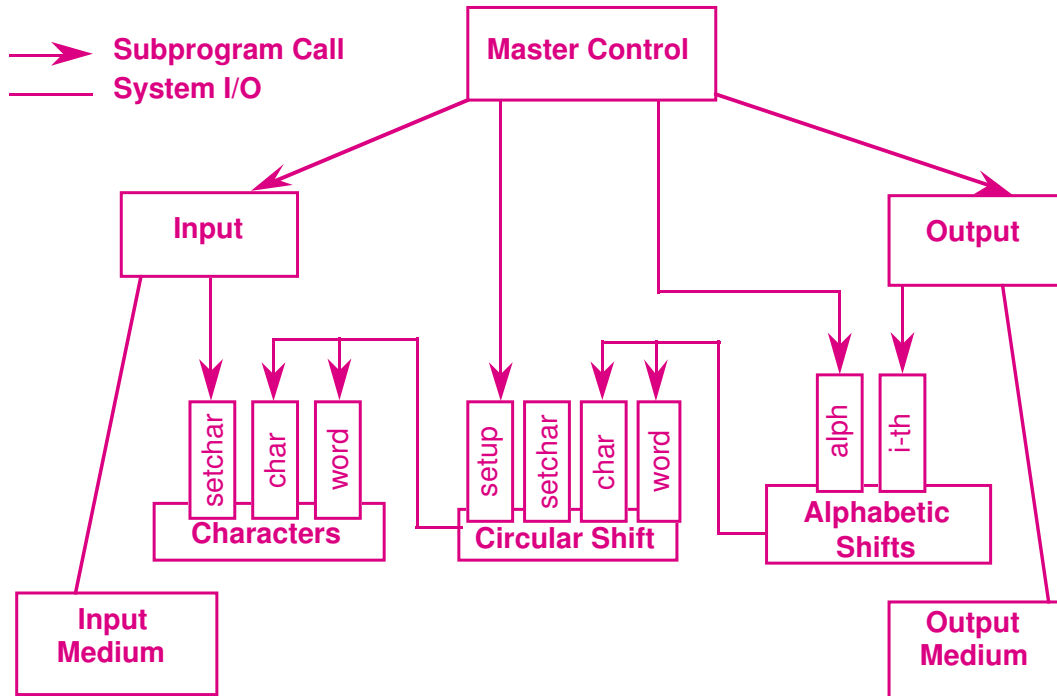 Subprogram Call
System I/O
Master Control
Input
Output
setchar
char
word
setup
setchar
char
word
alph
i-th
Characters
Circular Shift
Alphabetic
Shifts
Input
Medium
Output
Medium